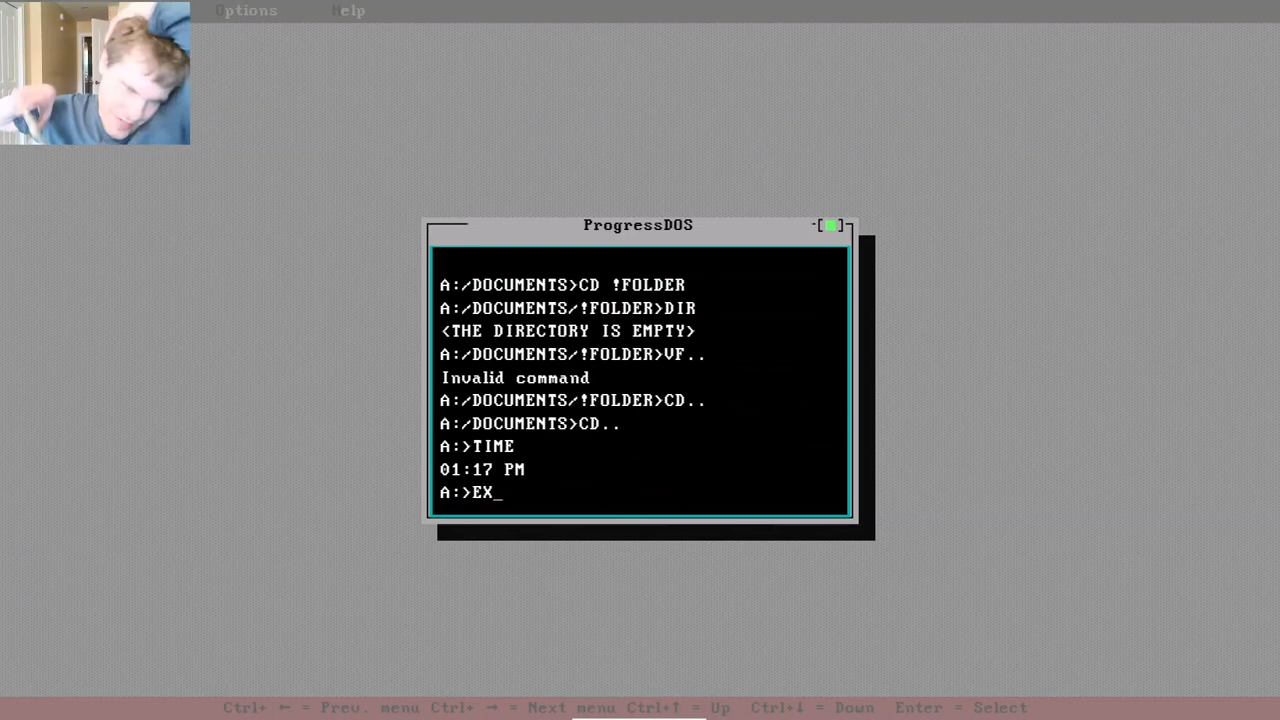 Options Help
ProgressDOS
A:/DOCUMENTS>CD !FOLDER
A:/DOCUMENTS/!FOLDER>DIR
<THE DIRECTORY IS EMPTY>
A:/DOCUMENTS/!FOLDER>VF..
Invalid command
A:/DOCUMENTS/!FOLDER>CD..
A:/DOCUMENTS>CD..
A:>TIME
01:17 PM
A:>EX_
Ctrl+ ← = Prev. menu Ctrl+ → = Next menu Ctrl+↑ = Up Ctrl+↓ = Down Enter = Select